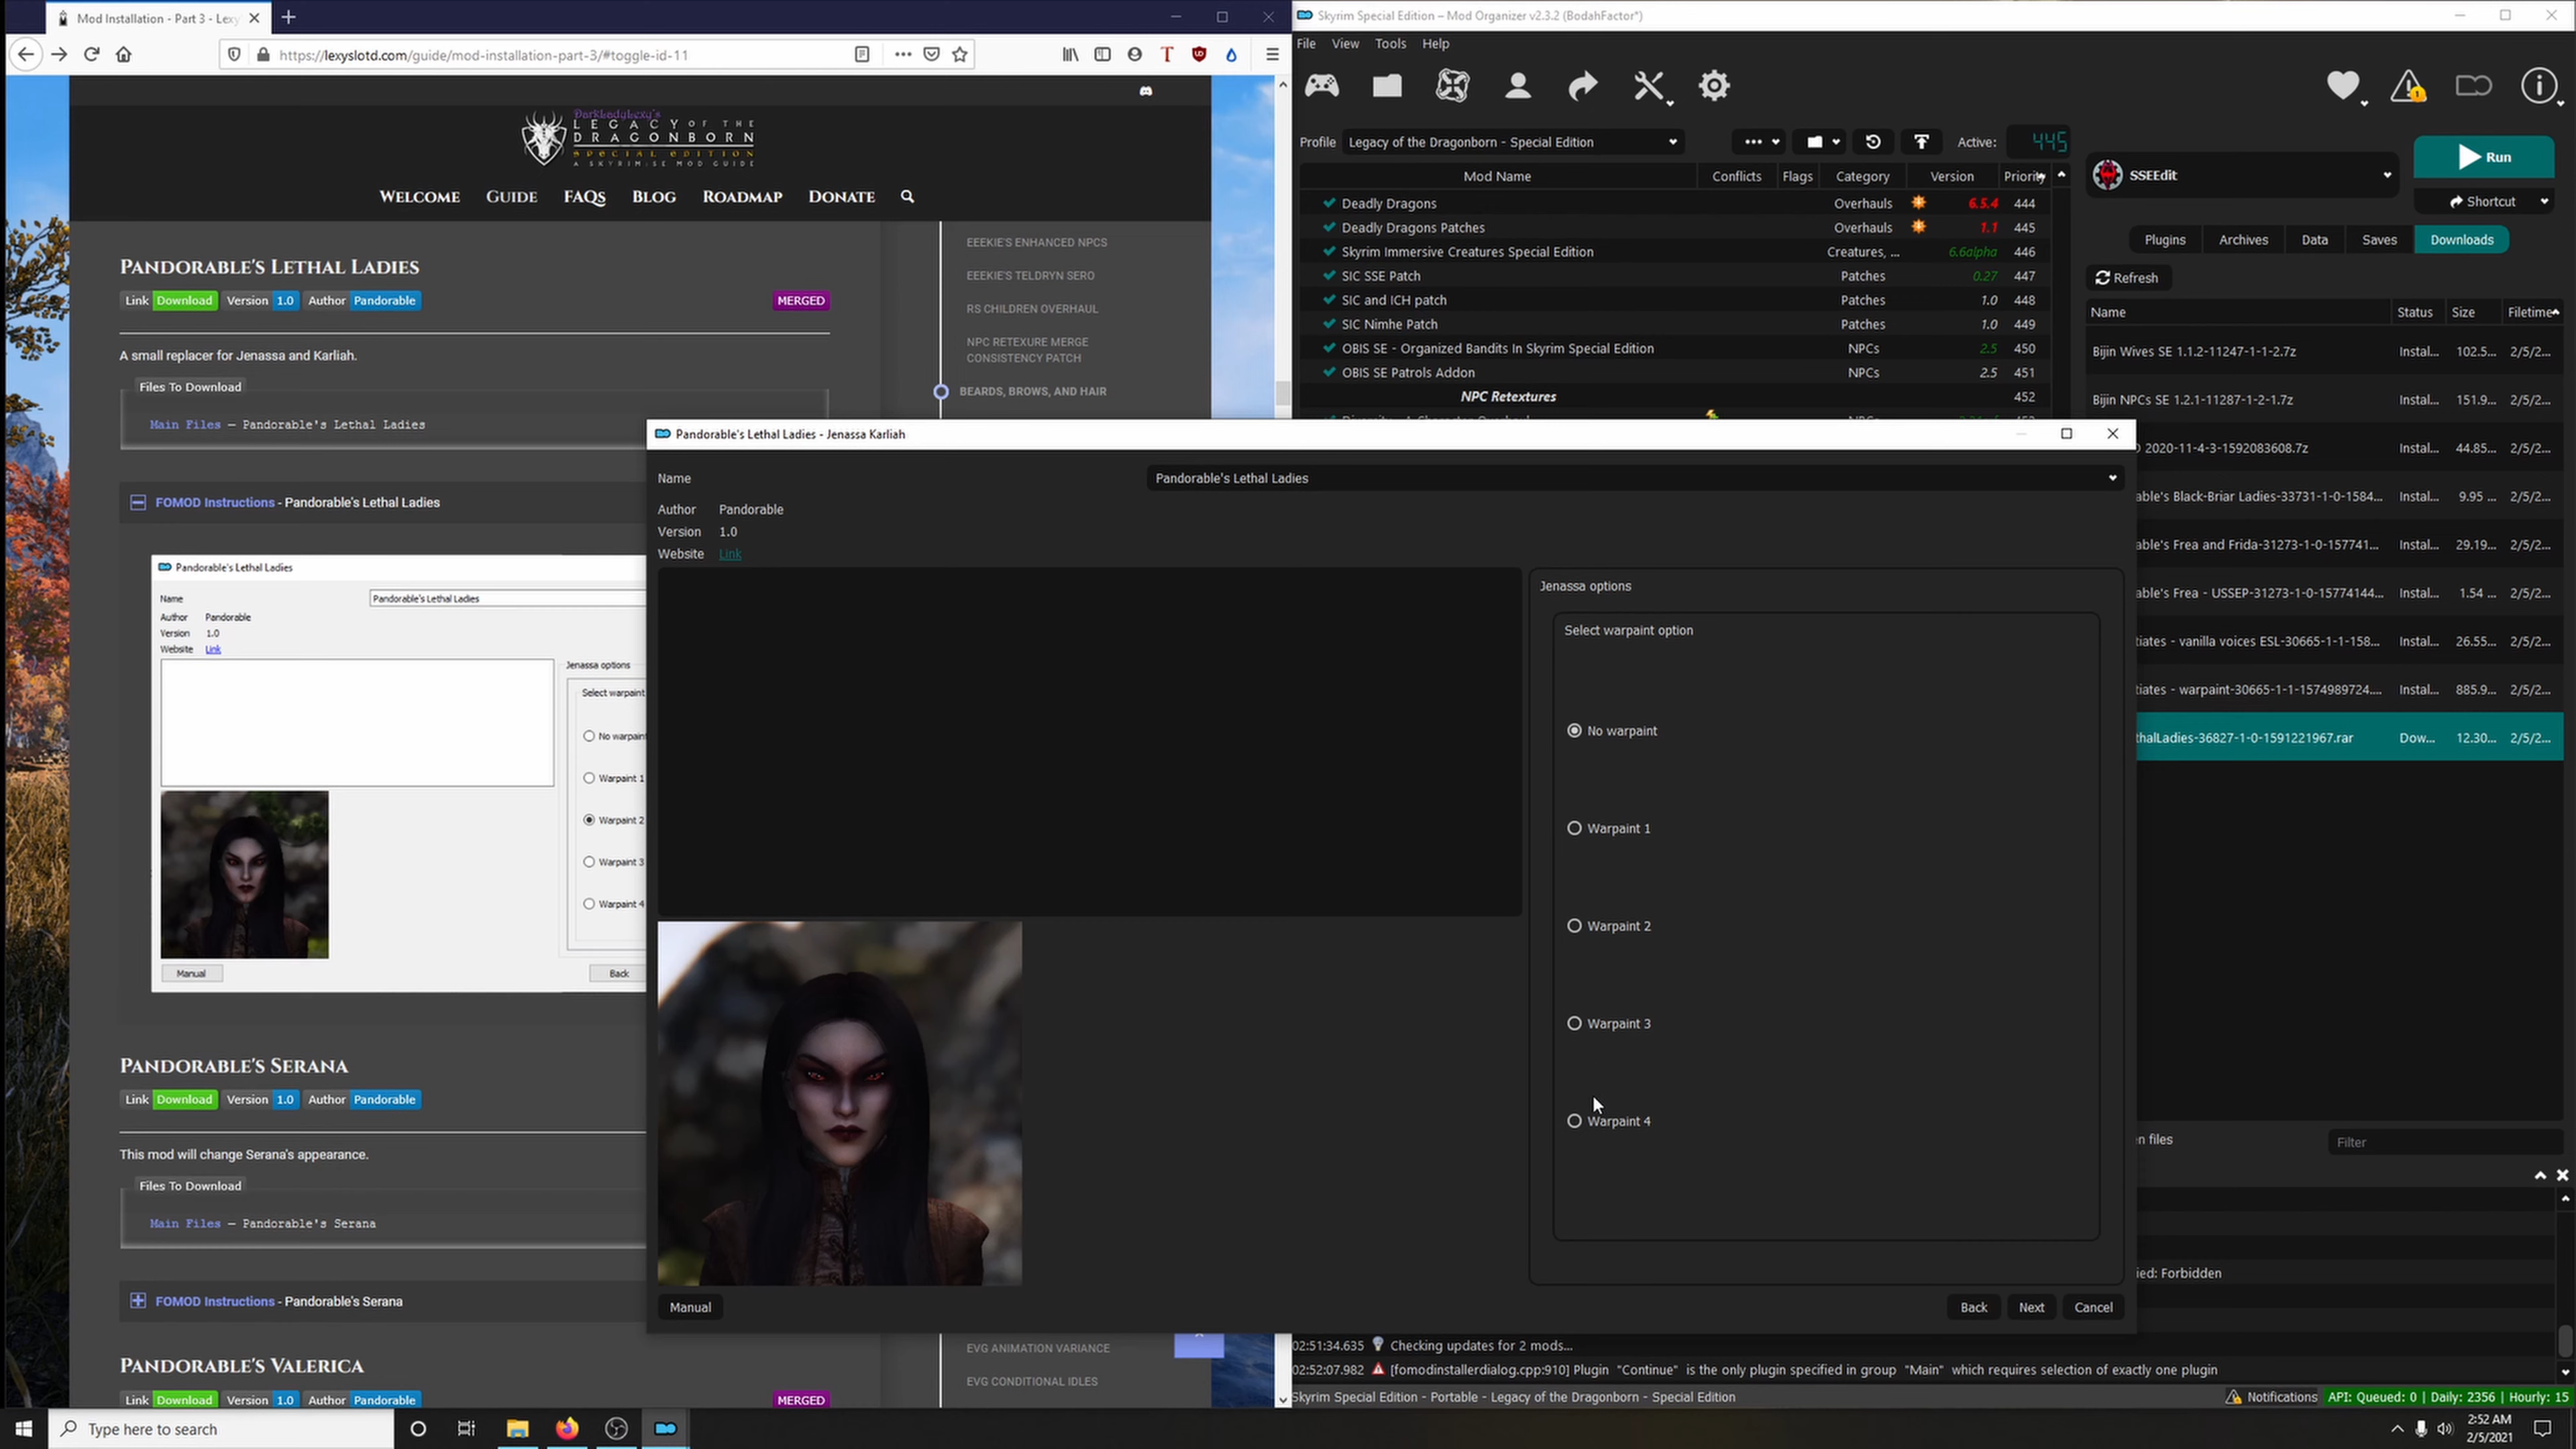 Mod Installation - Part 3 - Lexy
https://lexyslotd.com/guide/mod-installation-part-3/#toggle-id-11
DarkLadyLexy's
LEGACY OF THE
DRAGONBORN
SPECIAL EDITION
A SKYRIM:SE MOD GUIDE
WELCOME GUIDE FAQS BLOG ROADMAP DONATE
PANDORABLE'S LETHAL LADIES
Link Download Version 1.0 Author Pandorable MERGED
A small replacer for Jenassa and Karliah.
Files To Download
Main Files – Pandorable's Lethal Ladies
FOMOD Instructions - Pandorable's Lethal Ladies
Pandorable's Lethal Ladies
Name Pandorable's Lethal Ladies
Author Pandorable
Version 1.0
Website Link
Jenassa options
Select warpaint
No warpaint
Warpaint 1
Warpaint 2
Warpaint 3
Warpaint 4
Manual Back
PANDORABLE'S SERANA
Link Download Version 1.0 Author Pandorable
This mod will change Serana's appearance.
Files To Download
Main Files – Pandorable's Serana
FOMOD Instructions - Pandorable's Serana
PANDORABLE'S VALERICA
Link Download Version 1.0 Author Pandorable MERGED
EEEKIE'S ENHANCED NPCS
EEEKIE'S TELDRYN SERO
RS CHILDREN OVERHAUL
NPC RETEXURE MERGE
CONSISTENCY PATCH
BEARDS, BROWS, AND HAIR
EVG ANIMATION VARIANCE
EVG CONDITIONAL IDLES
Skyrim Special Edition – Mod Organizer v2.3.2 (BodahFactor*)
File View Tools Help
Profile Legacy of the Dragonborn - Special Edition Active: 445
Mod Name Conflicts Flags Category Version Priority
Deadly Dragons Overhauls 6.5.4 444
Deadly Dragons Patches Overhauls 1.1 445
Skyrim Immersive Creatures Special Edition Creatures, ... 6.6alpha 446
SIC SSE Patch Patches 0.27 447
SIC and ICH patch Patches 1.0 448
SIC Nimhe Patch Patches 1.0 449
OBIS SE - Organized Bandits In Skyrim Special Edition NPCs 2.5 450
OBIS SE Patrols Addon NPCs 2.5 451
NPC Retextures 452
SSEEdit
Run
Shortcut
Plugins Archives Data Saves Downloads
Refresh
Name Status Size Filetime
Bijin Wives SE 1.1.2-11247-1-1-2.7z Instal... 102.5... 2/5/2...
Bijin NPCs SE 1.2.1-11287-1-2-1.7z Instal... 151.9... 2/5/2...
2020-11-4-3-1592083608.7z Instal... 44.85... 2/5/2...
able's Black-Briar Ladies-33731-1-0-1584... Instal... 9.95 ... 2/5/2...
able's Frea and Frida-31273-1-0-157741... Instal... 29.19... 2/5/2...
able's Frea - USSEP-31273-1-0-15774144... Instal... 1.54 ... 2/5/2...
tiates - vanilla voices ESL-30665-1-1-158... Instal... 26.55... 2/5/2...
tiates - warpaint-30665-1-1-1574989724.... Instal... 885.9... 2/5/2...
thalLadies-36827-1-0-1591221967.rar Dow... 12.30... 2/5/2...
n files Filter
Pandorable's Lethal Ladies - Jenassa Karliah
Name Pandorable's Lethal Ladies
Author Pandorable
Version 1.0
Website Link
Jenassa options
Select warpaint option
No warpaint
Warpaint 1
Warpaint 2
Warpaint 3
Warpaint 4
Manual Back Next Cancel
ied: Forbidden
02:51:34.635 Checking updates for 2 mods...
02:52:07.982 [fomodinstallerdialog.cpp:910] Plugin "Continue" is the only plugin specified in group "Main" which requires selection of exactly one plugin
Skyrim Special Edition - Portable - Legacy of the Dragonborn - Special Edition Notifications API: Queued: 0 | Daily: 2356 | Hourly: 15
Type here to search
2:52 AM
2/5/2021